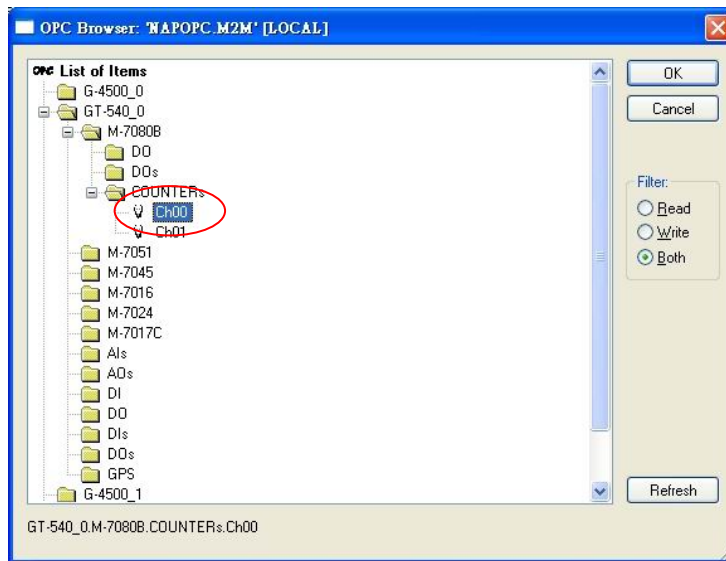 OPC Browser: 'NAPOPC.M2M' [LOCAL]
OPC List of Items
G-4500_0
GT-540_0
M-7080B
DO
DOs
COUNTERs
Ch00
Ch01
M-7051
M-7045
M-7016
M-7024
M-7017C
AIs
AOs
DI
DO
DIs
DOs
GPS
G-4500_1
OK
Cancel
Filter:
Read
Write
Both
Refresh
GT-540_0.M-7080B.COUNTERs.Ch00